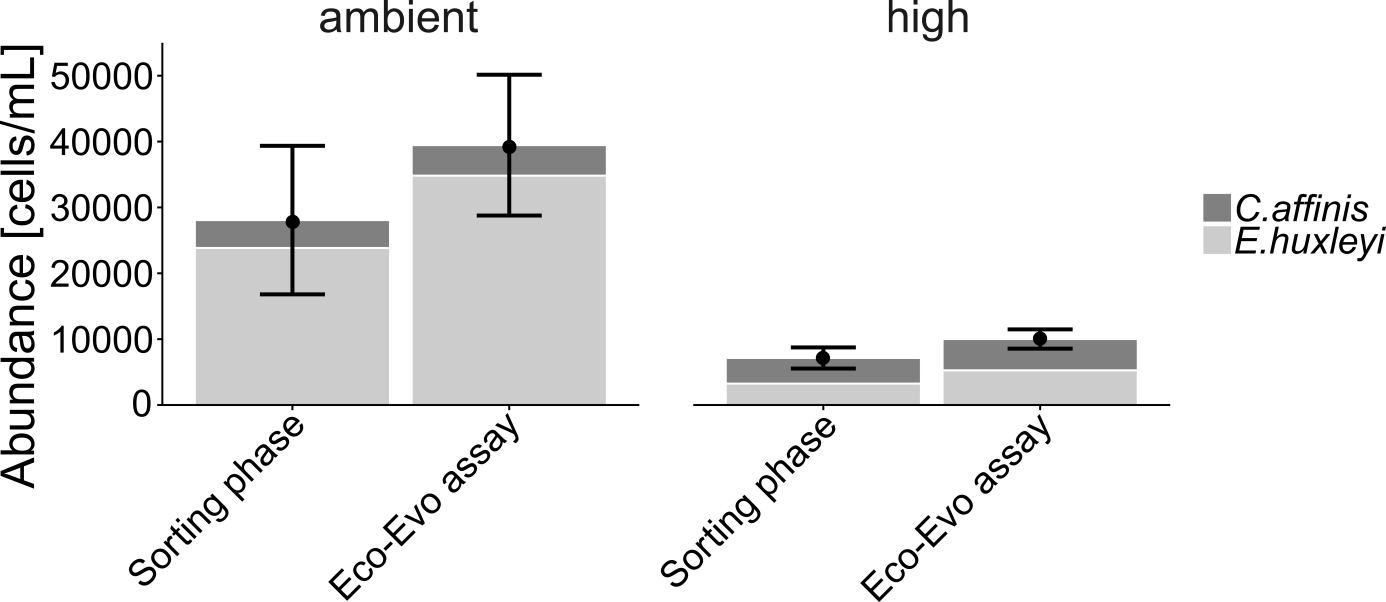 ambient
high
Abundance [cells/mL]
50000
40000
30000
20000
10000
0
Sorting phase
Eco-Evo assay
Sorting phase
Eco-Evo assay
C.affinis
E.huxleyi